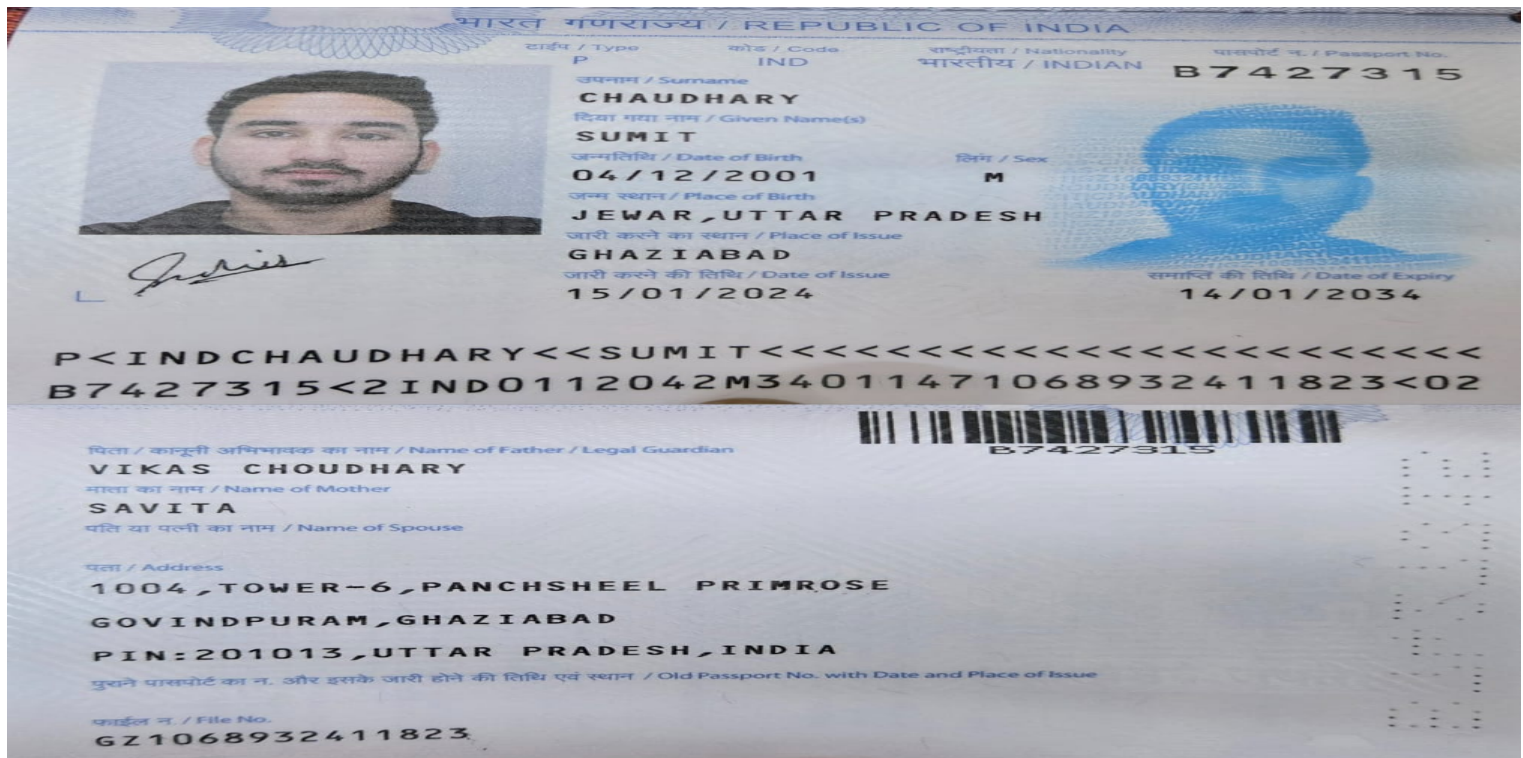 भारत गणराज्य / REPUBLIC OF INDIA
टाईप / Type कोड / Code राष्ट्रीयता / Nationality पासपोर्ट न. / Passport No.
P IND भारतीय / INDIAN B7427315
उपनाम / Surname
CHAUDHARY
दिया गया नाम / Given Name(s)
SUMIT
जन्मतिथि / Date of Birth लिंग / Sex
04/12/2001 M
जन्म स्थान / Place of Birth
JEWAR,UTTAR PRADESH
जारी करने का स्थान / Place of Issue
GHAZIABAD
जारी करने की तिथि / Date of Issue समाप्ति की तिथि / Date of Expiry
15/01/2024 14/01/2034
P<INDCHAUDHARY<<SUMIT<<<<<<<<<<<<<<<<<<<<<<<
B7427315<2IND0112042M34011471068932411823<02
B7427315
पिता / कानूनी अभिभावक का नाम / Name of Father / Legal Guardian
VIKAS CHOUDHARY
माता का नाम / Name of Mother
SAVITA
पति या पत्नी का नाम / Name of Spouse
पता / Address
1004,TOWER-6,PANCHSHEEL PRIMROSE
GOVINDPURAM,GHAZIABAD
PIN:201013,UTTAR PRADESH,INDIA
पुराने पासपोर्ट का न. और इसके जारी होने की तिथि एवं स्थान / Old Passport No. with Date and Place of Issue
फाईल न. / File No.
GZ1068932411823